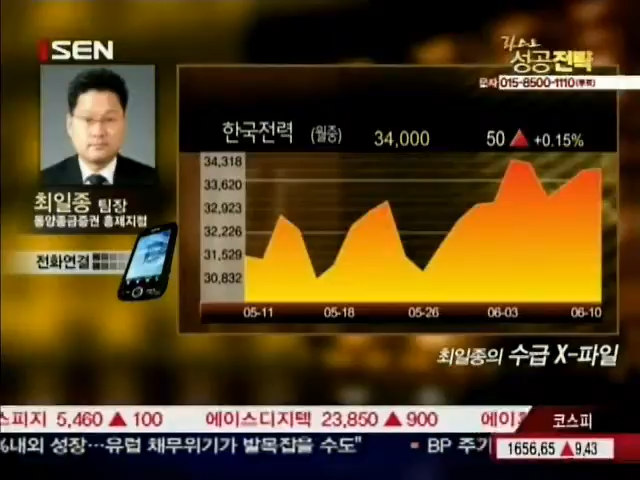 SEN
성공전략
문자 015-8500-1110
한국전력 (월중) 34,000 50 ▲ +0.15%
34,318
33,620
32,923
32,226
31,529
30,832
05-11 05-18 05-26 06-03 06-10
최일종 팀장
동양종금증권 홍제지점
전화연결
최일종의 수급 X-파일
스피지 5,460 ▲ 100 에이스디지텍 23,850 ▲ 900 에이
코스피
%내외 성장…유럽 채무위기가 발목잡을 수도" ▪ BP 주기
1656,65 ▲ 9,43